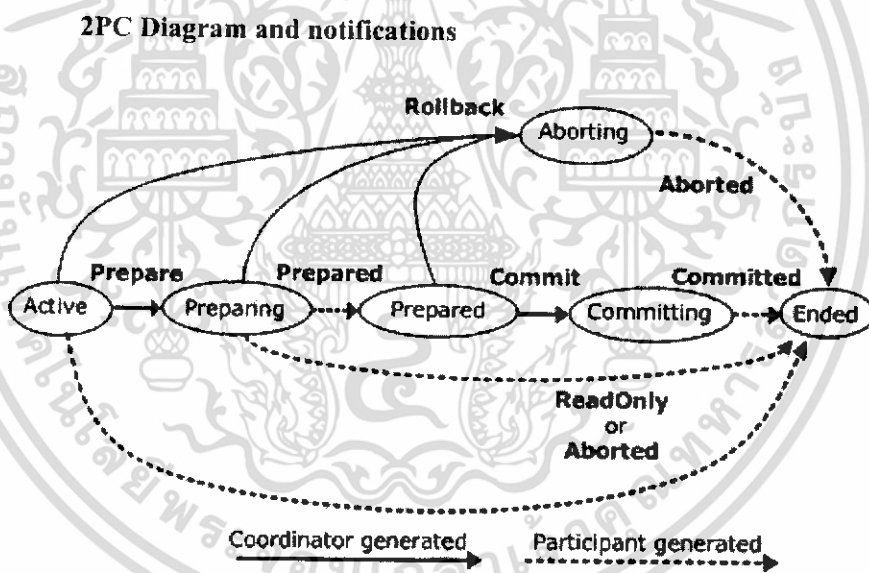 2PC Diagram and notifications
Rollback
Aborting
Aborted
Prepare
Prepared
Commit
Committed
Active
Preparing
Prepared
Committing
Ended
ReadOnly
or
Aborted
Coordinator generated
Participant generated